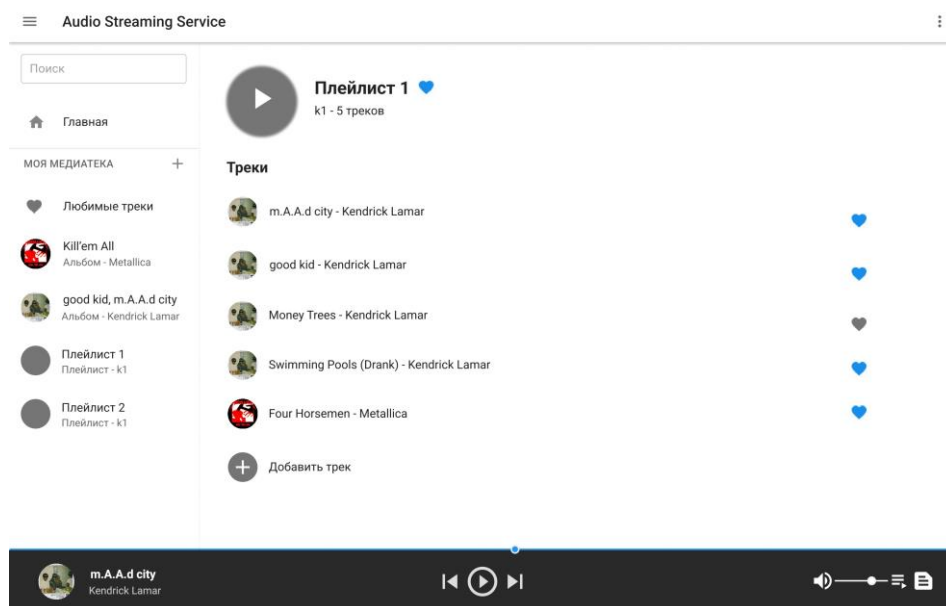 Audio Streaming Service
Поиск
Главная
МОЯ МЕДИАТЕКА
Любимые треки
Kill'em All
Альбом - Metallica
good kid, m.A.A.d city
Альбом - Kendrick Lamar
Плейлист 1
Плейлист - k1
Плейлист 2
Плейлист - k1
Плейлист 1
k1 - 5 треков
Треки
m.A.A.d city - Kendrick Lamar
good kid - Kendrick Lamar
Money Trees - Kendrick Lamar
Swimming Pools (Drank) - Kendrick Lamar
Four Horsemen - Metallica
Добавить трек
m.A.A.d city
Kendrick Lamar